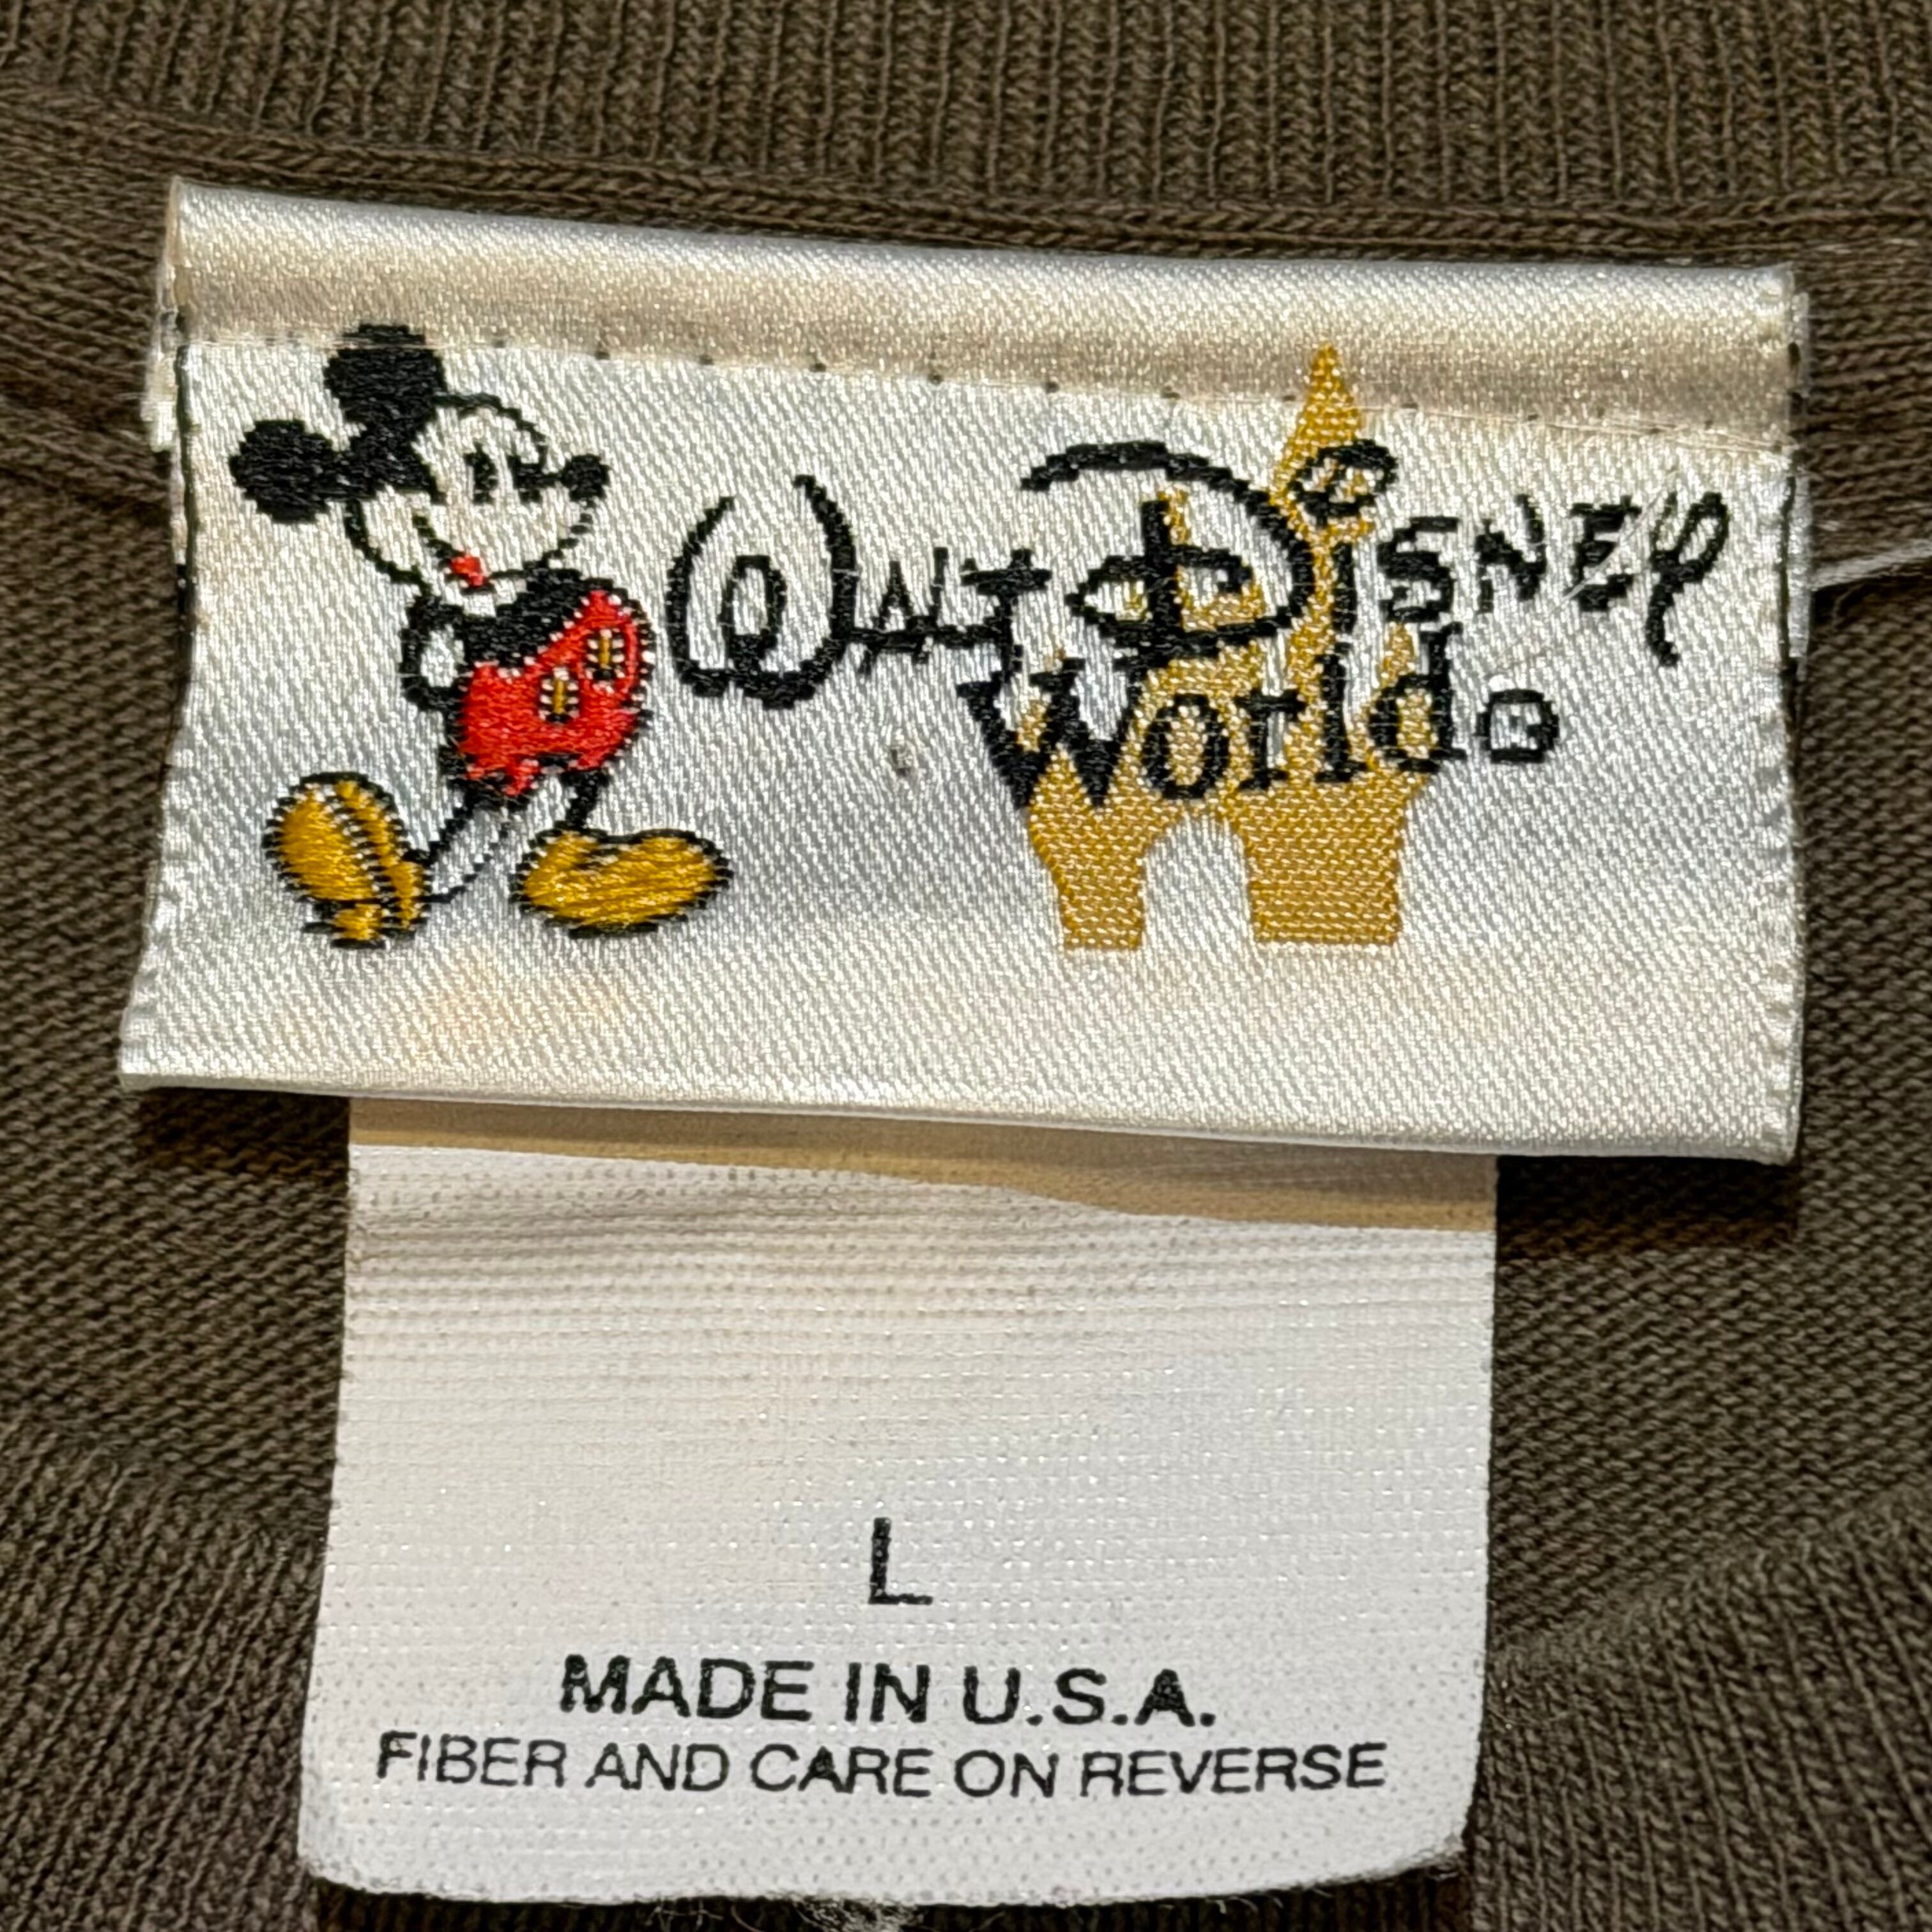 WALT DISNEY
World®
L
MADE IN U.S.A.
FIBER AND CARE ON REVERSE